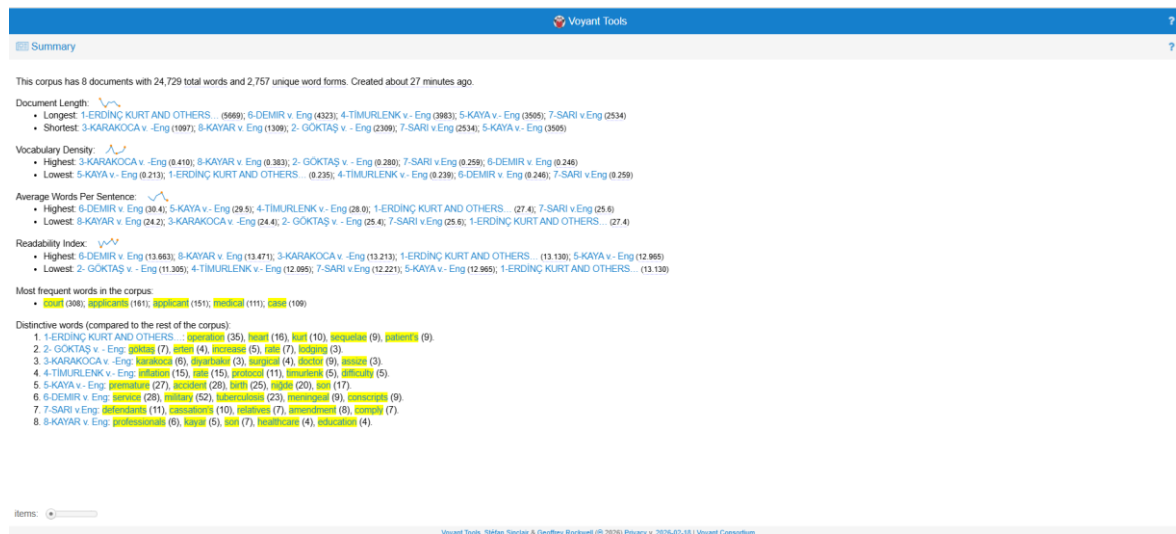 Voyant Tools
?
Summary
?
This corpus has 8 documents with 24,729 total words and 2,757 unique word forms. Created about 27 minutes ago.
Document Length:
• Longest: 1-ERDİNÇ KURT AND OTHERS… (5669); 6-DEMIR v. Eng (4323); 4-TİMURLENK v.- Eng (3983); 5-KAYA v.- Eng (3505); 7-SARI v.Eng (2534)
• Shortest: 3-KARAKOCA v. -Eng (1097); 8-KAYAR v. Eng (1309); 2- GÖKTAŞ v. - Eng (2309); 7-SARI v.Eng (2534); 5-KAYA v.- Eng (3505)
Vocabulary Density:
• Highest: 3-KARAKOCA v. -Eng (0.410); 8-KAYAR v. Eng (0.383); 2- GÖKTAŞ v. - Eng (0.280); 7-SARI v.Eng (0.259); 6-DEMIR v. Eng (0.246)
• Lowest: 5-KAYA v.- Eng (0.213); 1-ERDİNÇ KURT AND OTHERS… (0.235); 4-TİMURLENK v.- Eng (0.239); 6-DEMIR v. Eng (0.246); 7-SARI v.Eng (0.259)
Average Words Per Sentence:
• Highest: 6-DEMIR v. Eng (30.4); 5-KAYA v.- Eng (29.5); 4-TİMURLENK v.- Eng (28.0); 1-ERDİNÇ KURT AND OTHERS… (27.4); 7-SARI v.Eng (25.6)
• Lowest: 8-KAYAR v. Eng (24.2); 3-KARAKOCA v. -Eng (24.4); 2- GÖKTAŞ v. - Eng (25.4); 7-SARI v.Eng (25.6); 1-ERDİNÇ KURT AND OTHERS… (27.4)
Readability Index:
• Highest: 6-DEMIR v. Eng (13.663); 8-KAYAR v. Eng (13.471); 3-KARAKOCA v. -Eng (13.213); 1-ERDİNÇ KURT AND OTHERS… (13.130); 5-KAYA v.- Eng (12.965)
• Lowest: 2- GÖKTAŞ v. - Eng (11.305); 4-TİMURLENK v.- Eng (12.095); 7-SARI v.Eng (12.221); 5-KAYA v.- Eng (12.965); 1-ERDİNÇ KURT AND OTHERS… (13.130)
Most frequent words in the corpus:
• court (308); applicants (161); applicant (151); medical (111); case (109)
Distinctive words (compared to the rest of the corpus):
1. 1-ERDİNÇ KURT AND OTHERS…: operation (35), heart (16), kurt (10), sequelae (9), patient's (9).
2. 2- GÖKTAŞ v. - Eng: göktaş (7), erten (4), increase (5), rate (7), lodging (3).
3. 3-KARAKOCA v. -Eng: karakoca (6), diyarbakir (3), surgical (4), doctor (9), assize (3).
4. 4-TİMURLENK v.- Eng: inflation (15), rate (15), protocol (11), timurlenk (5), difficulty (5).
5. 5-KAYA v.- Eng: premature (27), accident (28), birth (25), niğde (20), son (17).
6. 6-DEMIR v. Eng: service (28), military (52), tuberculosis (23), meningeal (9), conscripts (9).
7. 7-SARI v.Eng: defendants (11), cassation's (10), relatives (7), amendment (8), comply (7).
8. 8-KAYAR v. Eng: professionals (6), kayar (5), son (7), healthcare (4), education (4).
items:
Voyant Tools, Stéfan Sinclair & Geoffrey Rockwell (© 2026) Privacy v. 2026-02-18 | Voyant Consortium